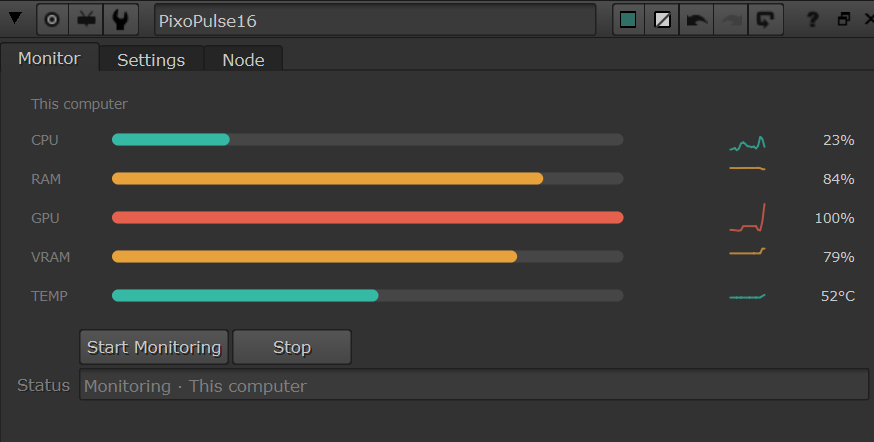 PixoPulse16 ?
Monitor Settings Node
This computer
CPU 23%
RAM 84%
GPU 100%
VRAM 79%
TEMP 52°C
Start Monitoring Stop
Status Monitoring · This computer